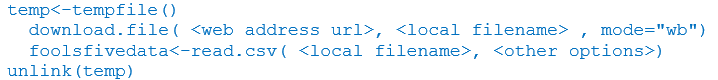 temp<-tempfile()
download.file( <web address url>, <local filename> , mode="wb")
foolsfivedata<-read.csv( <local filename>, <other options>)
unlink(temp)